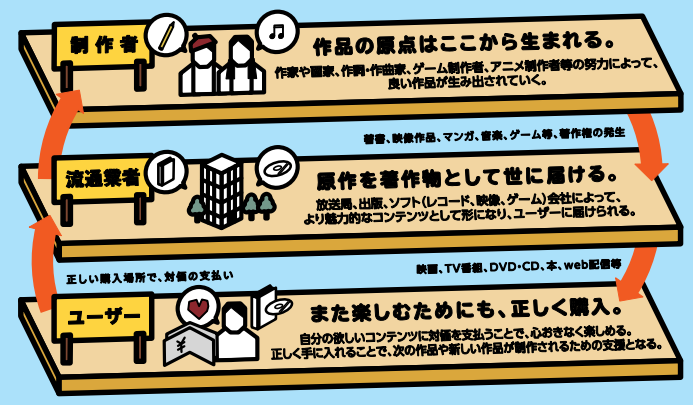 制作者
作品の原点はここから生まれる。
作家や画家、作詞・作曲家、ゲーム制作者、アニメ制作者等の努力によって、
良い作品が生み出されていく。
著書、映像作品、マンガ、音楽、ゲーム等、著作権の発生
流通業者
原作を著作物として世に届ける。
放送局、出版、ソフト(レコード、映像、ゲーム)会社によって、
より魅力的なコンテンツとして形になり、ユーザーに届けられる。
正しい購入場所で、対価の支払い
映画、TV番組、DVD・CD、本、web配信等
ユーザー
また楽しむためにも、正しく購入。
¥
自分の欲しいコンテンツに対価を支払うことで、心おきなく楽しめる。
正しく手に入れることで、次の作品や新しい作品が制作されるための支援となる。